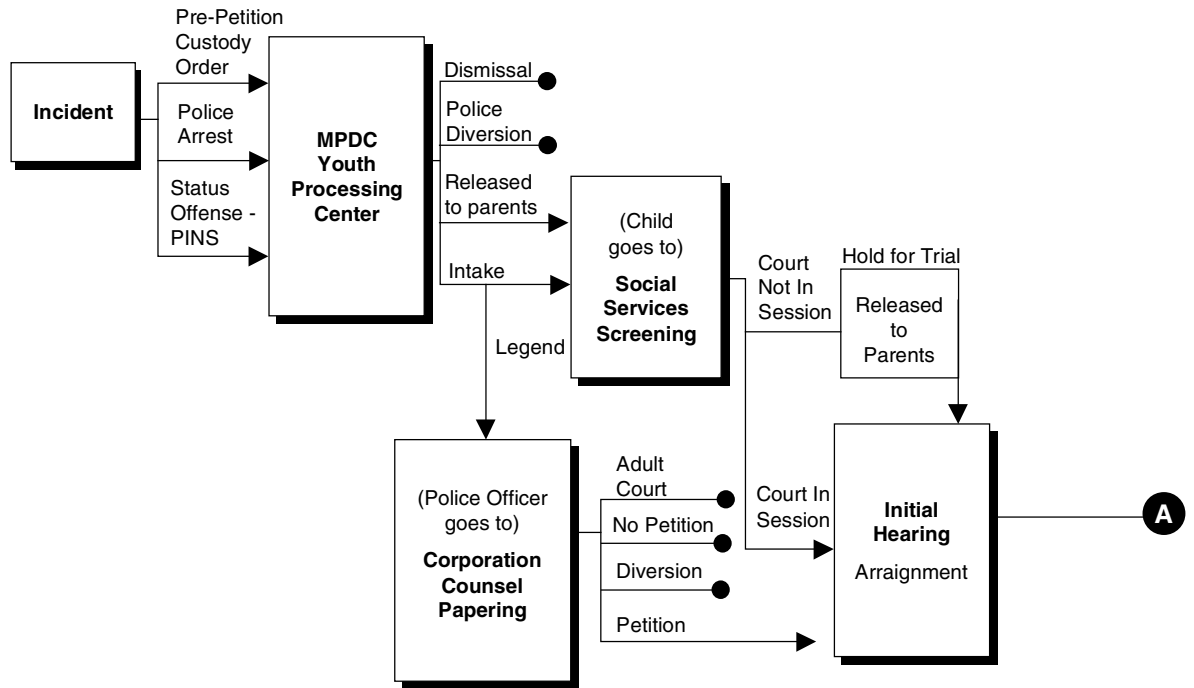 Pre-Petition
Custody
Order
Incident
Police
Arrest
Status
Offense -
PINS
MPDC
Youth
Processing
Center
Dismissal
Police
Diversion
Released
to parents
Intake
Legend
(Child
goes to)
Social
Services
Screening
Court
Not In
Session
Hold for Trial
Released
to
Parents
Court In
Session
(Police Officer
goes to)
Corporation
Counsel
Papering
Adult
Court
No Petition
Diversion
Petition
Initial
Hearing
Arraignment
A